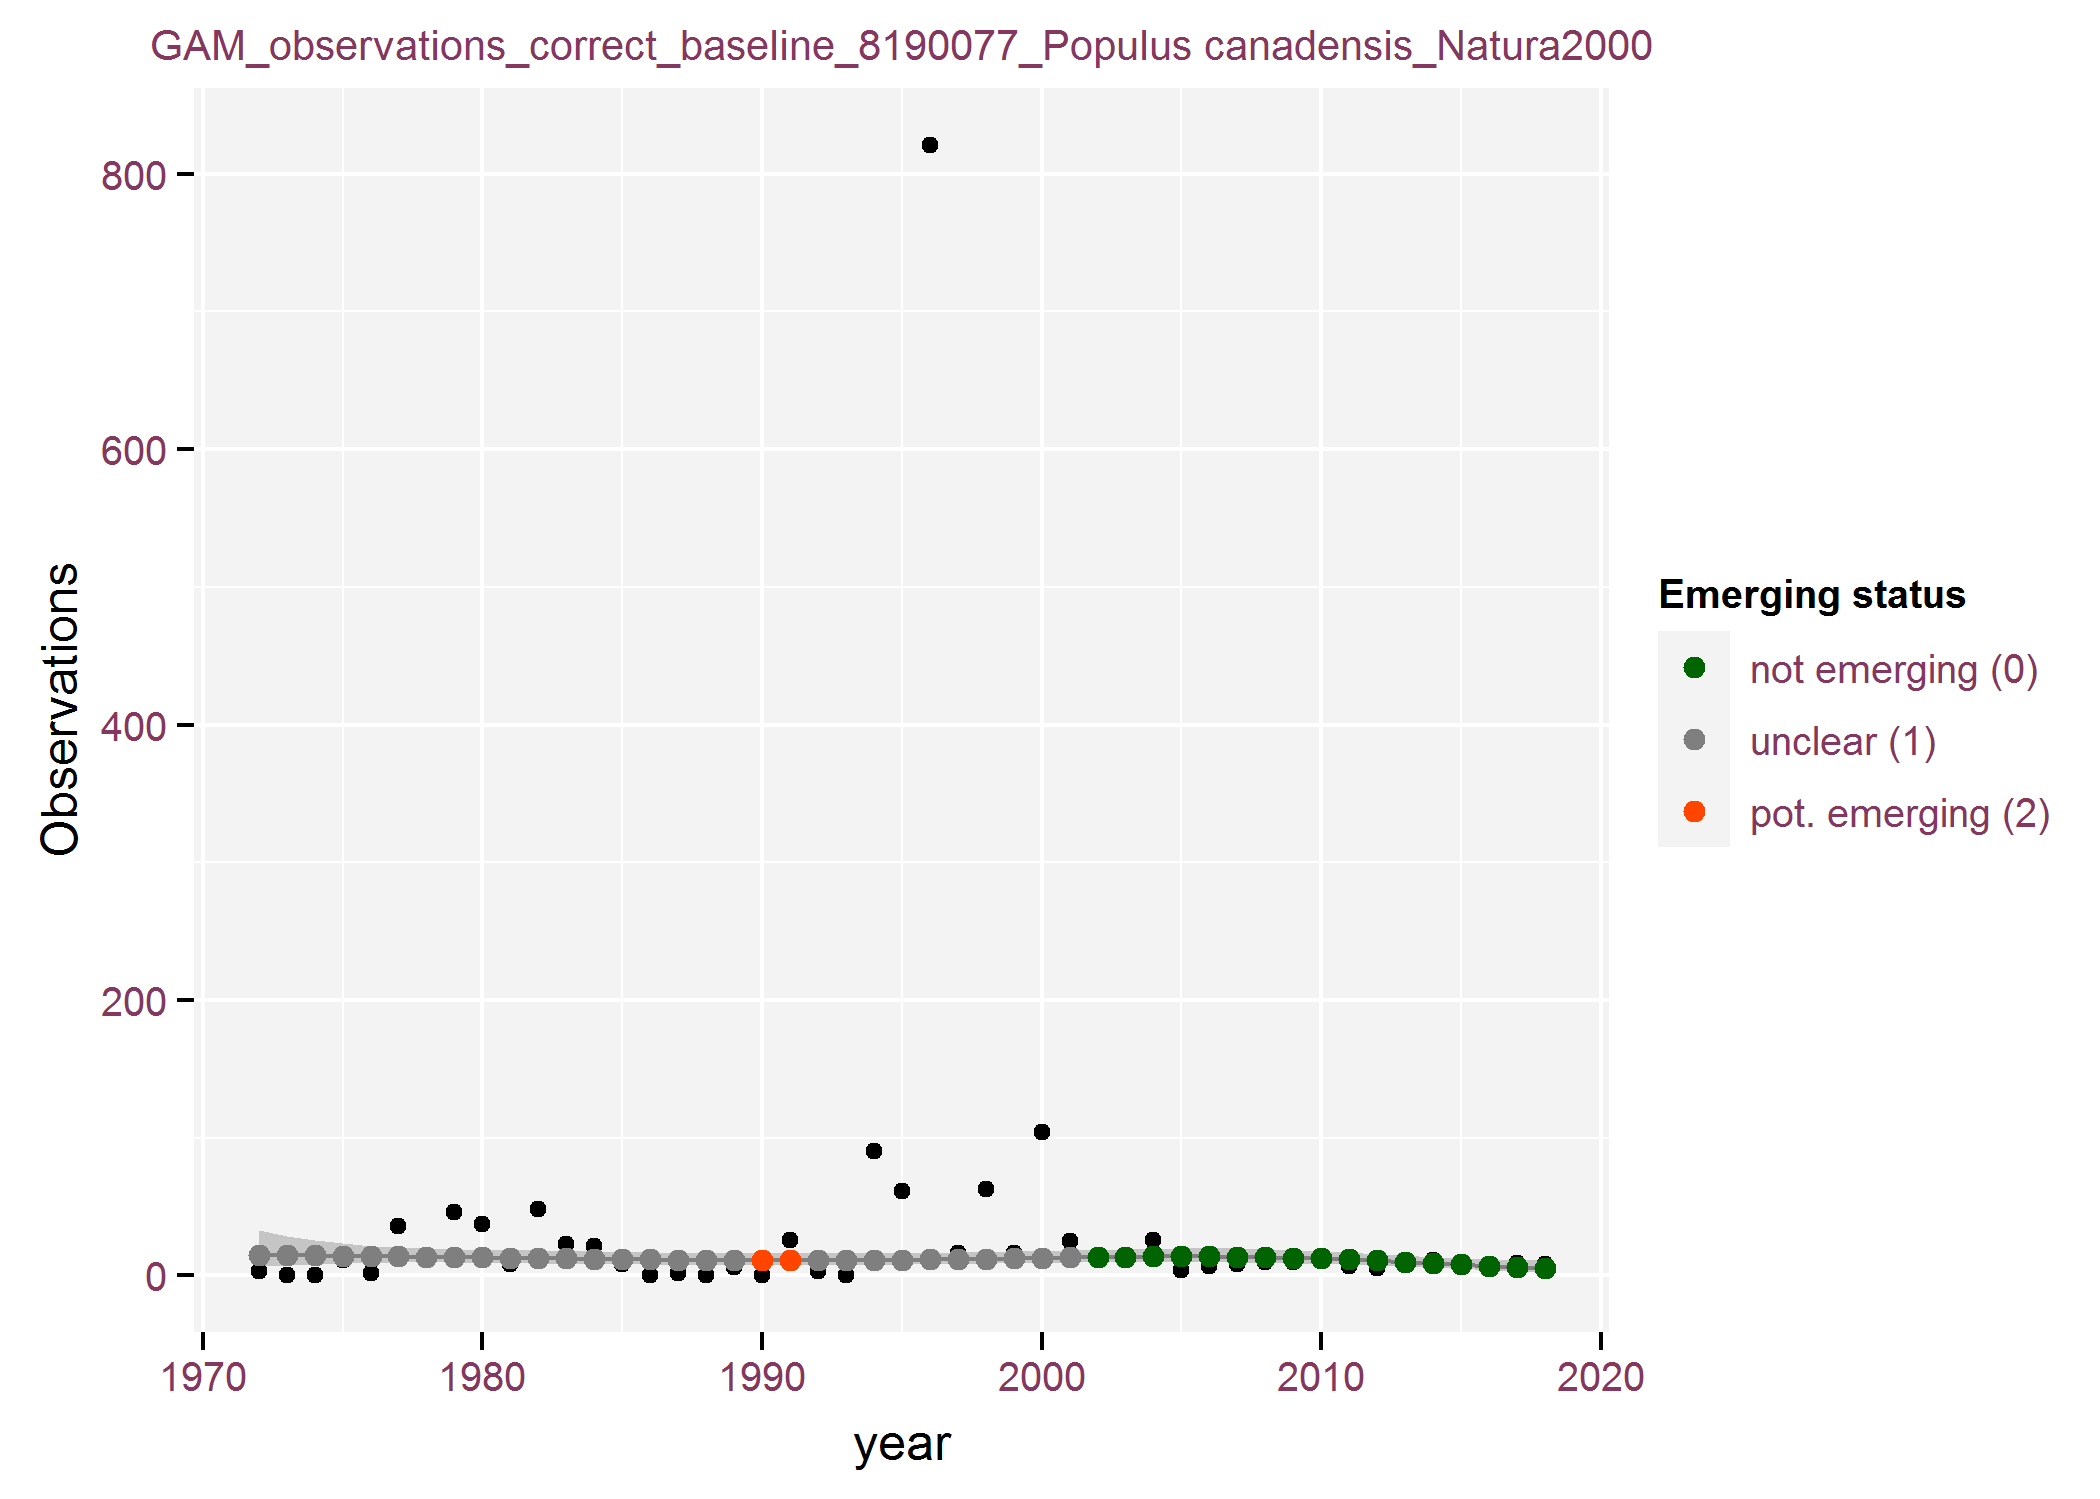 GAM_observations_correct_baseline_8190077_Populus canadensis_Natura2000
800
600
400
200
0
Observations
1970 1980 1990 2000 2010 2020
year
Emerging status
not emerging (0)
unclear (1)
pot. emerging (2)